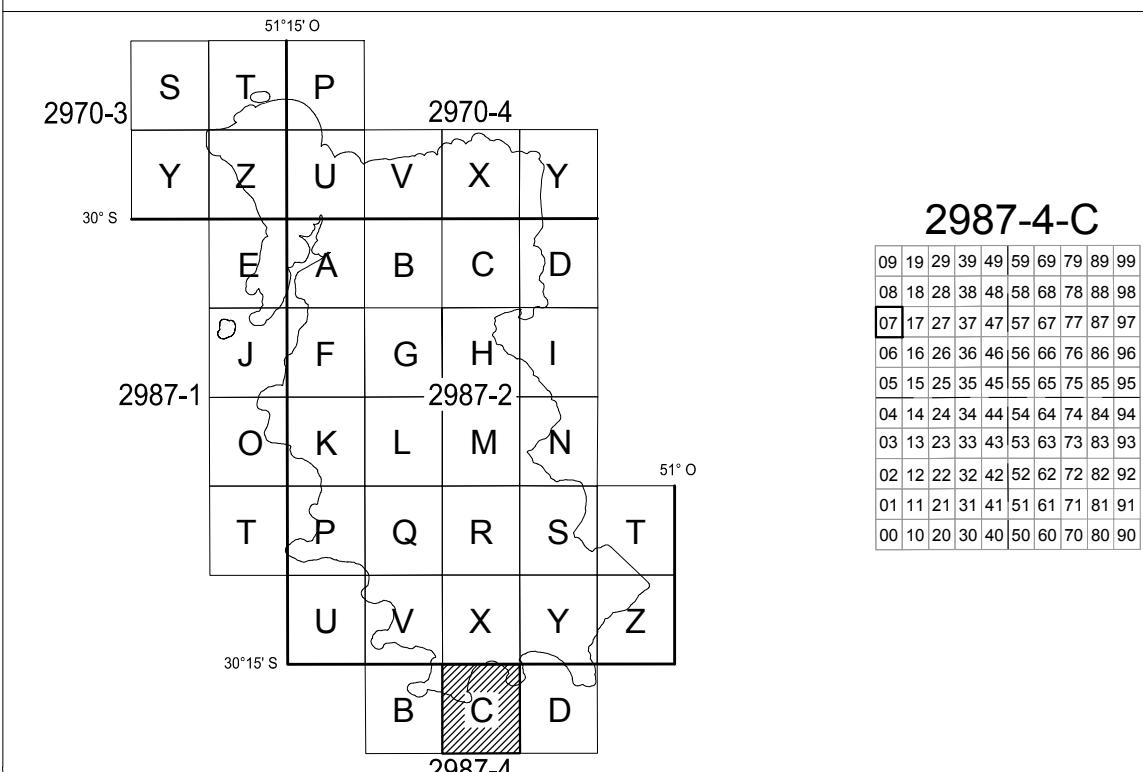 51°15' O
S T P
2970-3 2970-4
Y Z U V X Y
30° S
E A B C D
J F G H I
2987-1 2987-2
O K L M N
51° O
T P Q R S T
U V X Y Z
30°15' S
B C D
2987-4
2987-4-C
09 19 29 39 49 59 69 79 89 99
08 18 28 38 48 58 68 78 88 98
07 17 27 37 47 57 67 77 87 97
06 16 26 36 46 56 66 76 86 96
05 15 25 35 45 55 65 75 85 95
04 14 24 34 44 54 64 74 84 94
03 13 23 33 43 53 63 73 83 93
02 12 22 32 42 52 62 72 82 92
01 11 21 31 41 51 61 71 81 91
00 10 20 30 40 50 60 70 80 90